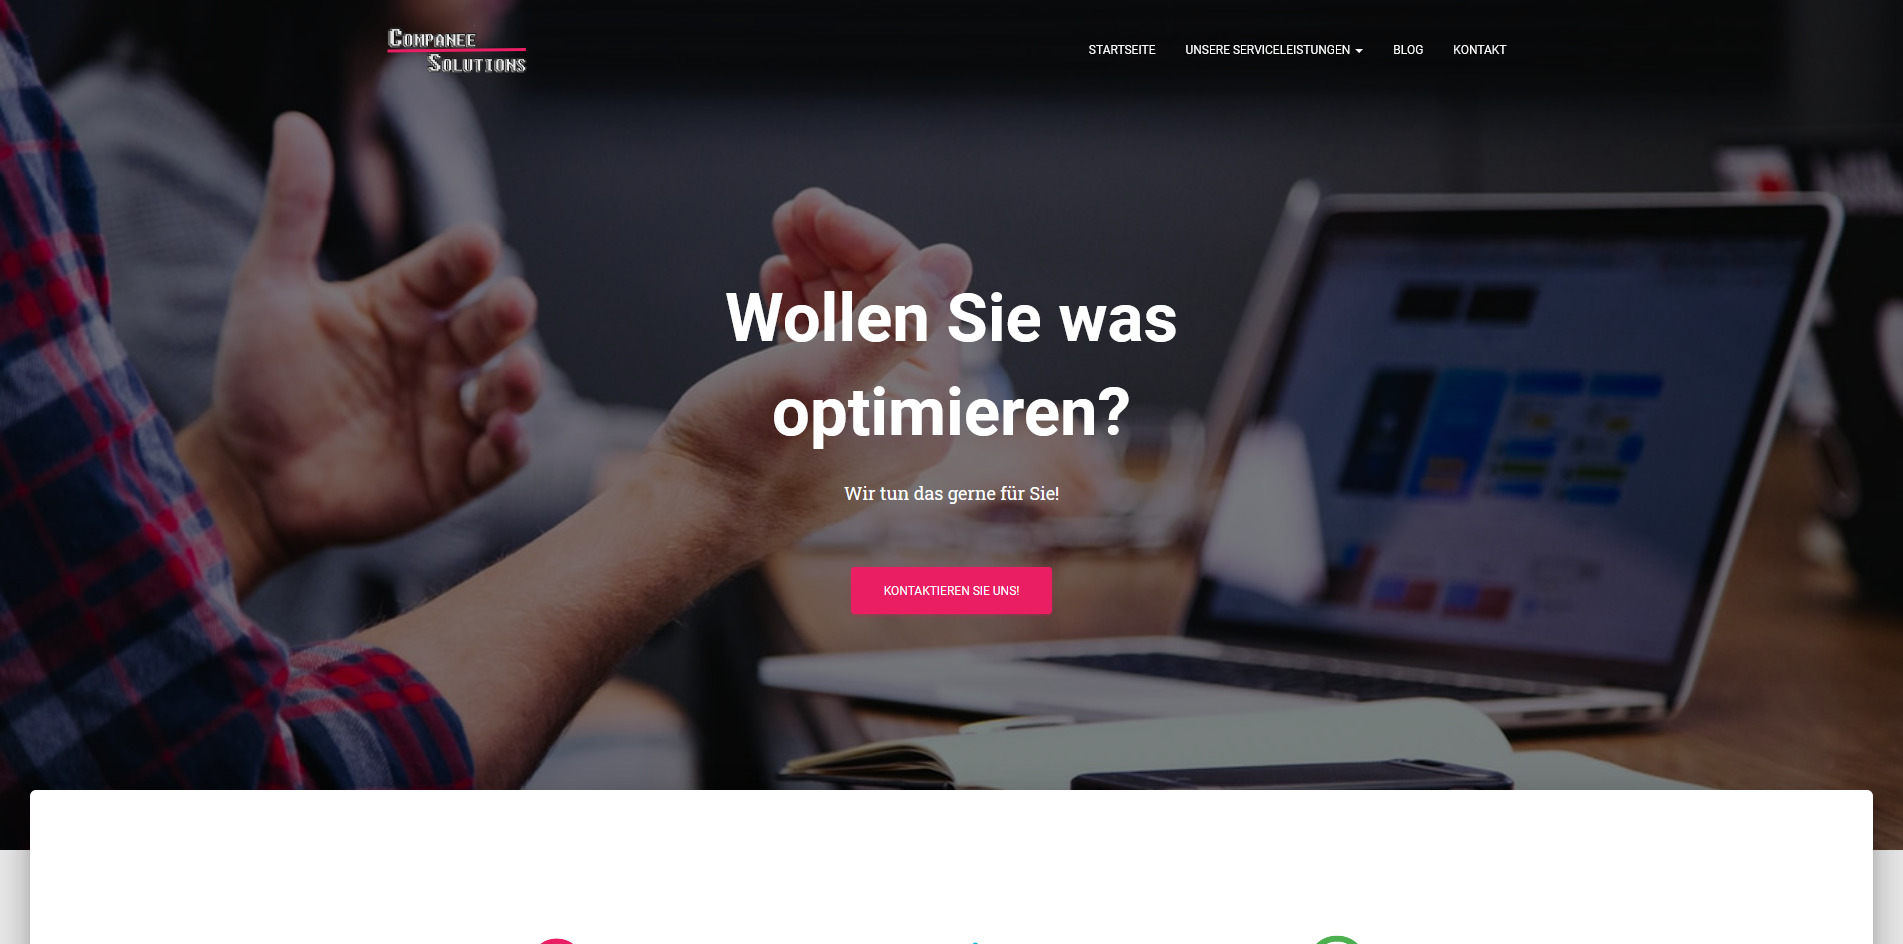 COMPANEE
SOLUTIONS
STARTSEITE
UNSERE SERVICELEISTUNGEN
BLOG
KONTAKT
Wollen Sie was
optimieren?
Wir tun das gerne für Sie!
KONTAKTIEREN SIE UNS!